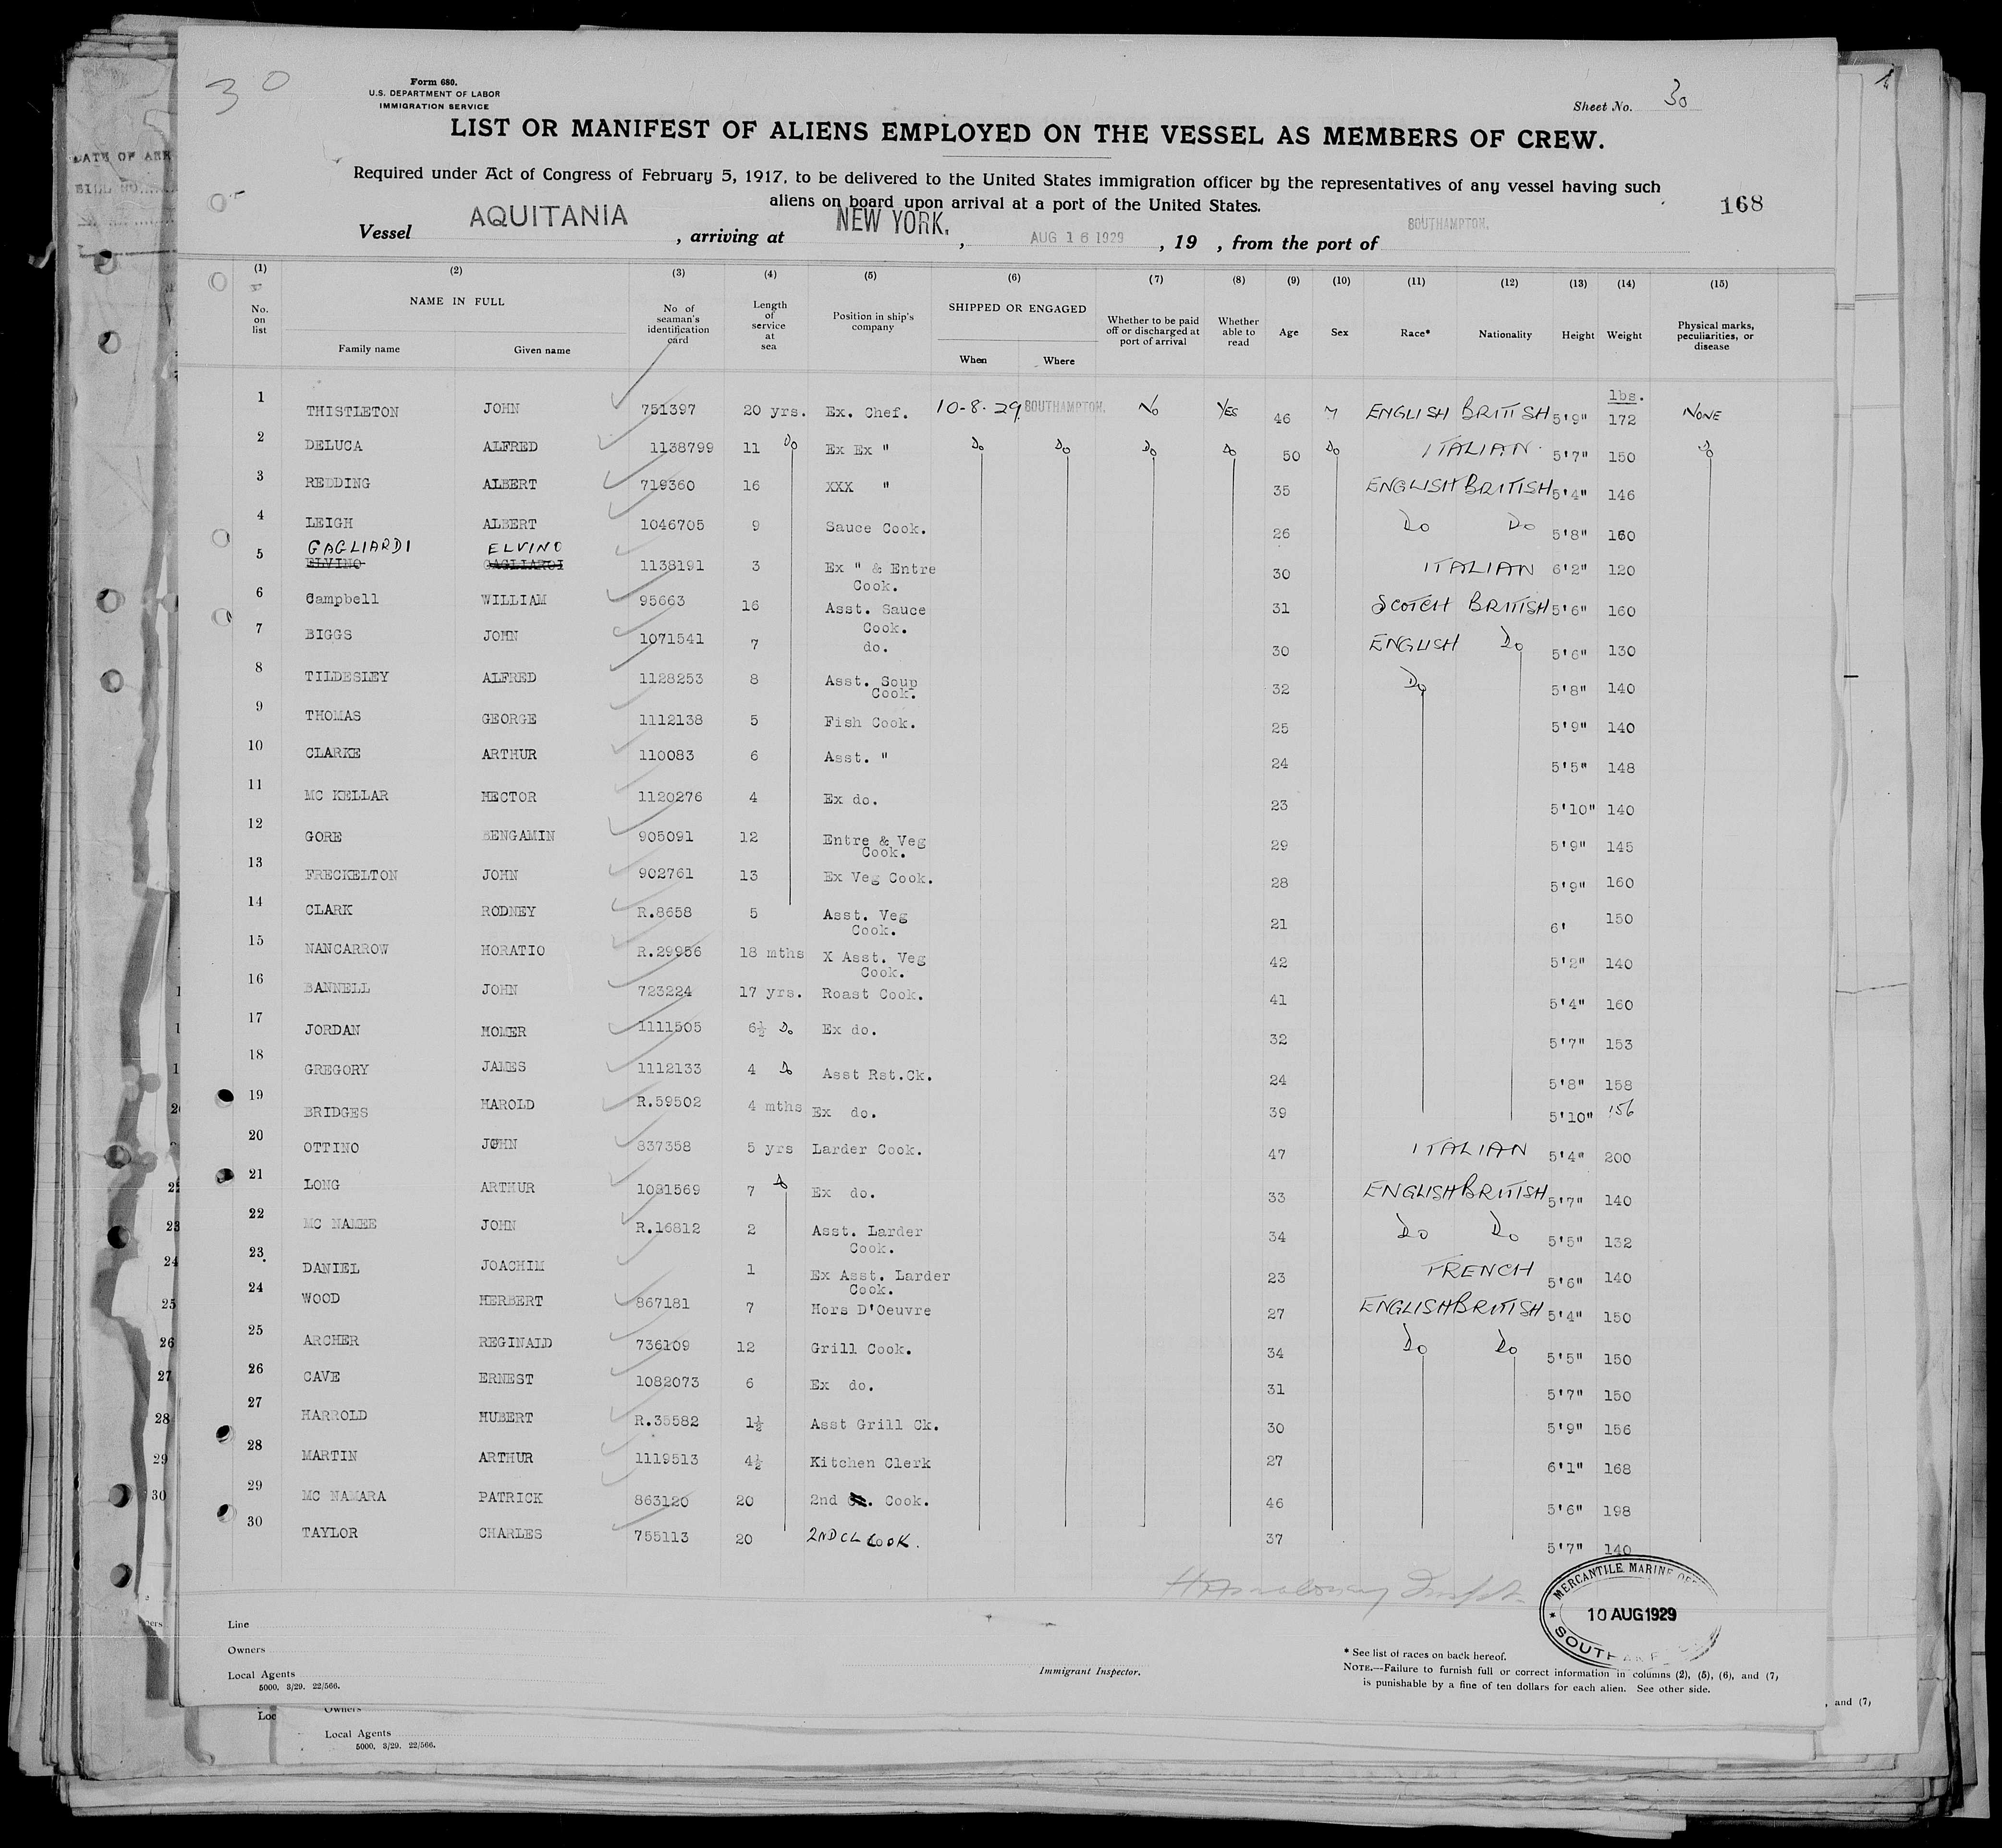 30
Form 680.
U.S. DEPARTMENT OF LABOR
IMMIGRATION SERVICE
Sheet No. 30
LIST OR MANIFEST OF ALIENS EMPLOYED ON THE VESSEL AS MEMBERS OF CREW.
Required under Act of Congress of February 5, 1917, to be delivered to the United States immigration officer by the representatives of any vessel having such
aliens on board upon arrival at a port of the United States.
168
Vessel AQUITANIA, arriving at NEW YORK., AUG 16 1929, 19 , from the port of SOUTHAMPTON.
(1) (2) (3) (4) (5) (6) (7) (8) (9) (10) (11) (12) (13) (14) (15)
No. on list NAME IN FULL Family name Given name No of seaman's identification card Length of service at sea Position in ship's company SHIPPED OR ENGAGED When Where Whether to be paid off or discharged at port of arrival Whether able to read Age Sex Race* Nationality Height Weight Physical marks, peculiarities, or disease
lbs.
1 THISTLETON JOHN 751397 20 yrs. Ex. Chef. 10-8-29 SOUTHAMPTON. No YES 46 M ENGLISH BRITISH 5'9" 172 NONE
2 DELUCA ALFRED 1138799 11 Do Ex Ex " Do Do Do Do 50 Do ITALIAN. 5'7" 150 Do
3 REDDING ALBERT 719360 16 XXX " 35 ENGLISH BRITISH 5'4" 146
4 LEIGH ALBERT 1046705 9 Sauce Cook. 26 Do Do 5'8" 160
GAGLIARDI ELVINO
5 ELVINO GAGLIARDI 1138191 3 Ex " & Entre Cook. 30 ITALIAN 6'2" 120
6 Campbell WILLIAM 95663 16 Asst. Sauce Cook. 31 SCOTCH BRITISH 5'6" 160
7 BIGGS JOHN 1071541 7 do. 30 ENGLISH Do 5'6" 130
8 TILDESLEY ALFRED 1128253 8 Asst. Soup Cook. 32 Do 5'8" 140
9 THOMAS GEORGE 1112138 5 Fish Cook. 25 5'9" 140
10 CLARKE ARTHUR 110083 6 Asst. " 24 5'5" 148
11 MC KELLAR HECTOR 1120276 4 Ex do. 23 5'10" 140
12 GORE BENGAMIN 905091 12 Entre & Veg Cook. 29 5'9" 145
13 FRECKELTON JOHN 902761 13 Ex Veg Cook. 28 5'9" 160
14 CLARK RODNEY R.8658 5 Asst. Veg Cook. 21 6' 150
15 NANCARROW HORATIO R.29956 18 mths X Asst. Veg Cook. 42 5'2" 140
16 BANNELL JOHN 723224 17 yrs. Roast Cook. 41 5'4" 160
17 JORDAN HOMER 1111505 6½ Do Ex do. 32 5'7" 153
18 GREGORY JAMES 1112133 4 Do Asst Rst.Ck. 24 5'8" 158
19 BRIDGES HAROLD R.59502 4 mths Ex do. 39 5'10" 156
20 OTTINO JOHN 837358 5 yrs Larder Cook. 47 ITALIAN 5'4" 200
21 LONG ARTHUR 1081569 7 Do Ex do. 33 ENGLISH BRITISH 5'7" 140
22 MC NAMEE JOHN R.16812 2 Asst. Larder Cook. 34 Do Do 5'5" 132
23 DANIEL JOACHIM 1 Ex Asst. Larder Cook. 23 FRENCH 5'6" 140
24 WOOD HERBERT 867181 7 Hors D'Oeuvre 27 ENGLISH BRITISH 5'4" 150
25 ARCHER REGINALD 736109 12 Grill Cook. 34 Do Do 5'5" 150
26 CAVE ERNEST 1082073 6 Ex do. 31 5'7" 150
27 HARROLD HUBERT R.35582 1½ Asst Grill Ck. 30 5'9" 156
28 MARTIN ARTHUR 1119513 4½ Kitchen Clerk 27 6'1" 168
29 MC NAMARA PATRICK 863120 20 2nd . Cook. 46 5'6" 198
30 TAYLOR CHARLES 755113 20 2ND CL COOK. 37 5'7" 140
MERCANTILE MARINE
10 AUG 1929
Line
Owners
Local Agents
5000. 3/29. 22/566.
Immigrant Inspector.
* See list of races on back hereof.
NOTE.—Failure to furnish full or correct information in columns (2), (5), (6), and (7)
is punishable by a fine of ten dollars for each alien. See other side.
, and (7)
Owners
Local Agents
5000. 3/29. 22/566.